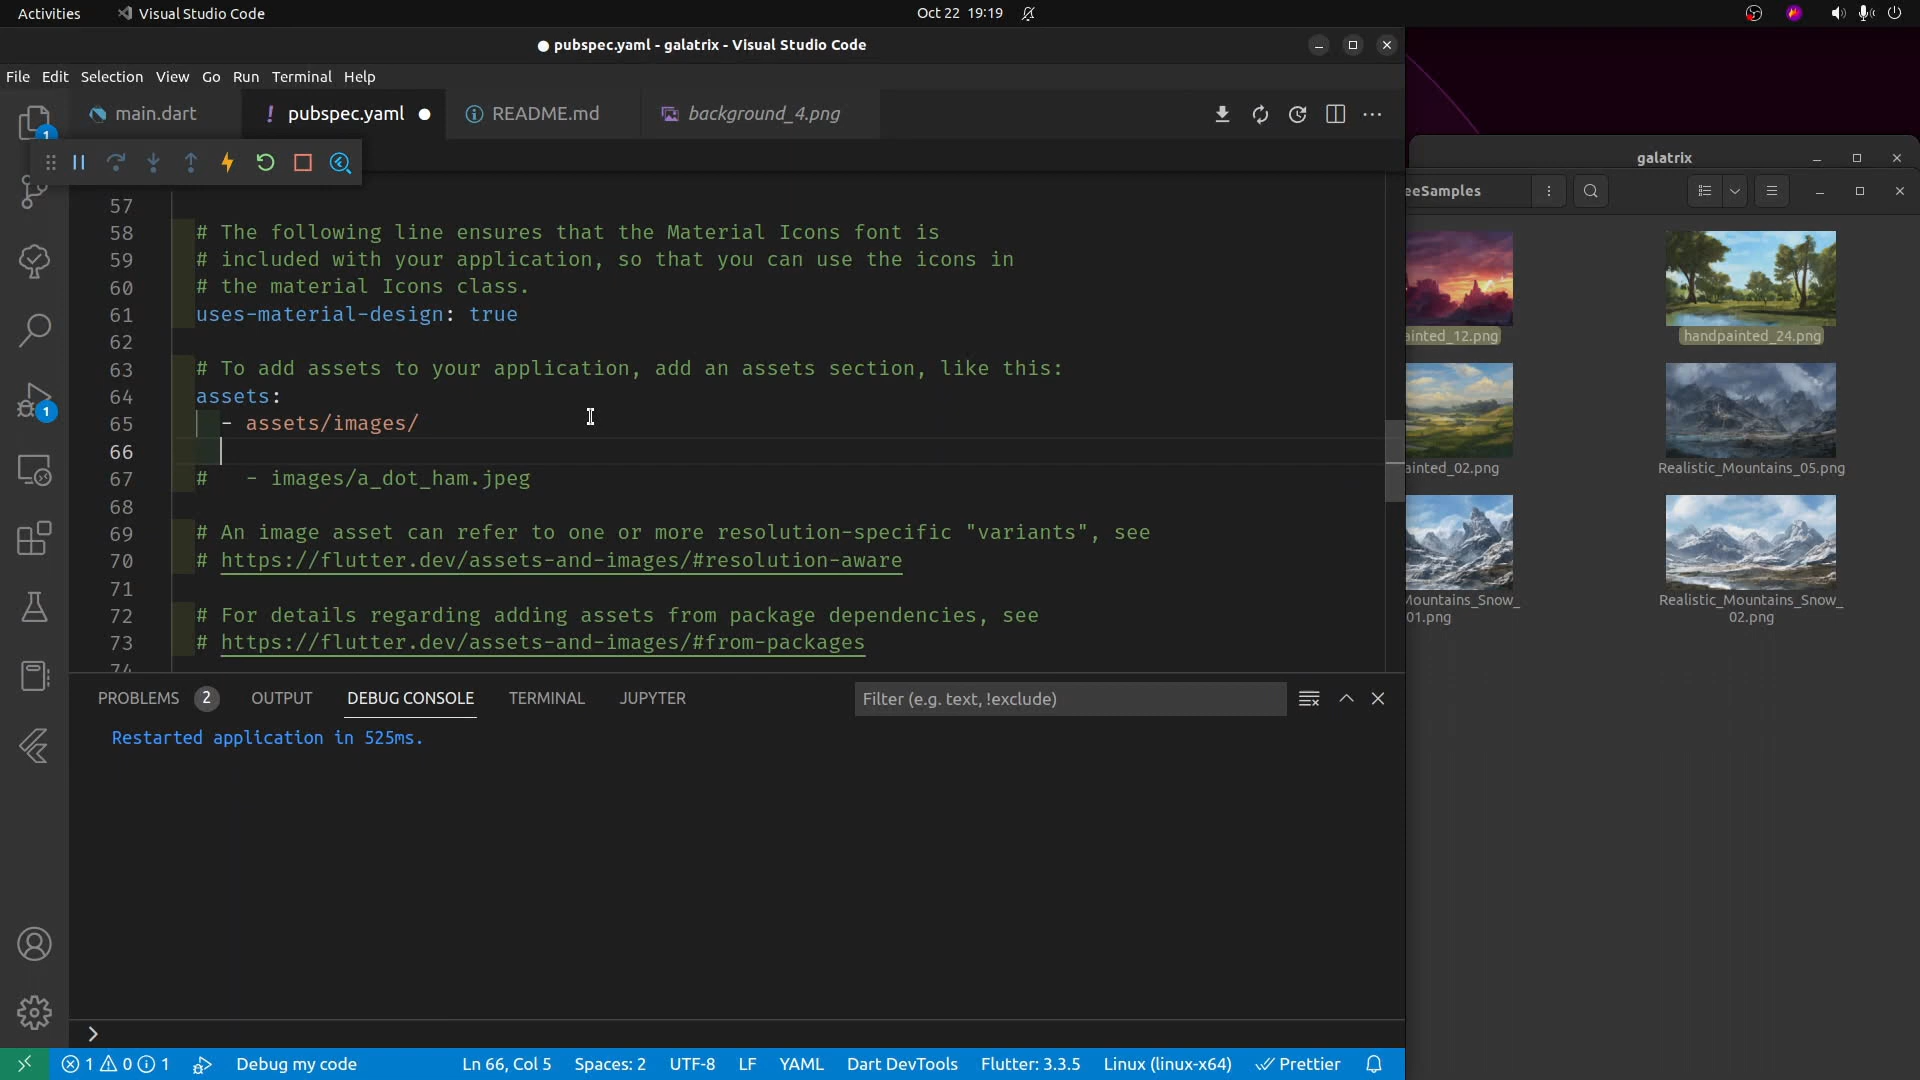 Activities
Visual Studio Code
Oct 22 19:19
pubspec.yaml - galatrix - Visual Studio Code
File Edit Selection View Go Run Terminal Help
main.dart
! pubspec.yaml
README.md
background_4.png
1
57
58 # The following line ensures that the Material Icons font is
59 # included with your application, so that you can use the icons in
60 # the material Icons class.
61 uses-material-design: true
62
63 # To add assets to your application, add an assets section, like this:
64 assets:
65 - assets/images/
66
67 # - images/a_dot_ham.jpeg
68
69 # An image asset can refer to one or more resolution-specific "variants", see
70 # https://flutter.dev/assets-and-images/#resolution-aware
71
72 # For details regarding adding assets from package dependencies, see
73 # https://flutter.dev/assets-and-images/#from-packages
74
1
PROBLEMS 2 OUTPUT DEBUG CONSOLE TERMINAL JUPYTER
Filter (e.g. text, !exclude)
Restarted application in 525ms.
1 0 1 Debug my code
Ln 66, Col 5 Spaces: 2 UTF-8 LF YAML Dart DevTools Flutter: 3.3.5 Linux (linux-x64) Prettier
galatrix
eeSamples
ainted_12.png
handpainted_24.png
ainted_02.png
Realistic_Mountains_05.png
Mountains_Snow_
01.png
Realistic_Mountains_Snow_
02.png